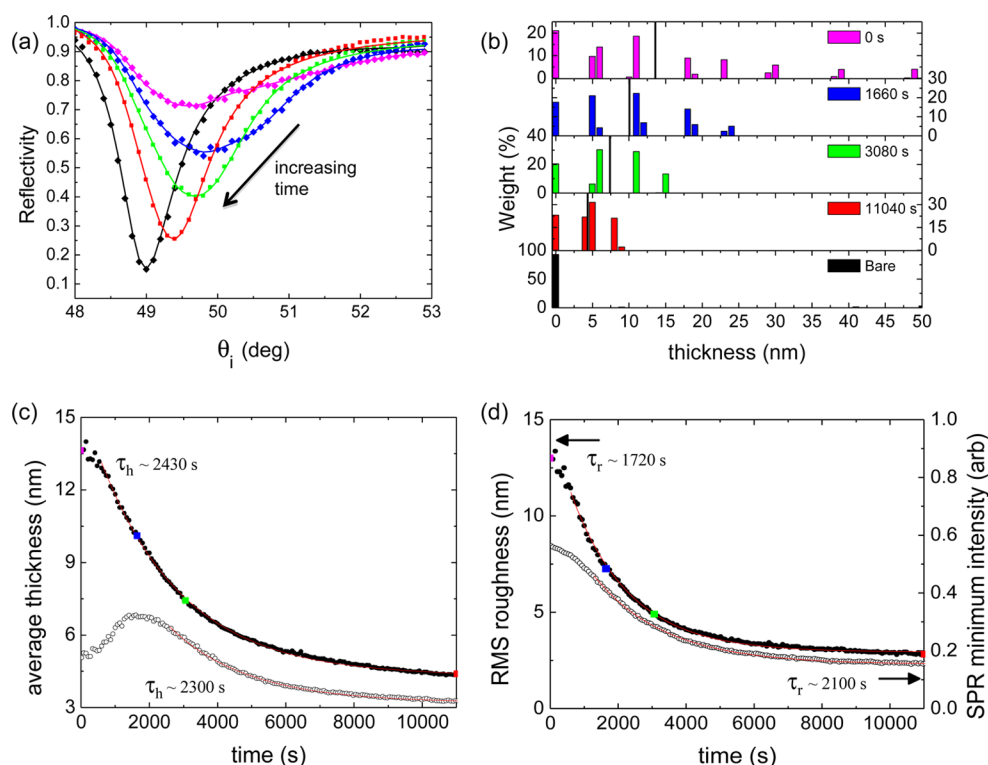 (a)
1.0
0.9
0.8
0.7
0.6
0.5
0.4
0.3
0.2
0.1
Reflectivity
increasing
time
48 49 50 51 52 53
θi (deg)
(b)
20
10
0
0 s
30
20
10
0
1660 s
40
20
0
3080 s
30
15
0
11040 s
100
50
0
Bare
Weight (%)
0 5 10 15 20 25 30 35 40 45 50
thickness (nm)
(c)
15
12
9
6
3
average thickness (nm)
τh ~ 2430 s
τh ~ 2300 s
0 2000 4000 6000 8000 10000
time (s)
(d)
15
10
5
0
RMS roughness (nm)
τr ~ 1720 s
τr ~ 2100 s
1.0
0.8
0.6
0.4
0.2
0.0
SPR minimum intensity (arb)
0 2000 4000 6000 8000 10000
time (s)